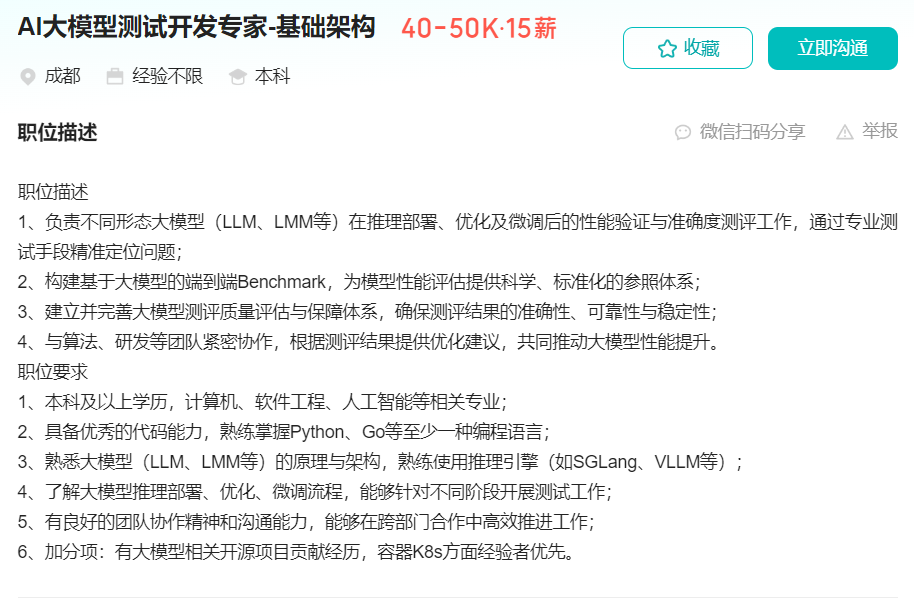 AI大模型测试开发专家-基础架构 40-50K·15薪
收藏 立即沟通
成都 经验不限 本科
职位描述
微信扫码分享 举报
职位描述
1、负责不同形态大模型（LLM、LMM等）在推理部署、优化及微调后的性能验证与准确度测评工作，通过专业测
试手段精准定位问题；
2、构建基于大模型的端到端Benchmark，为模型性能评估提供科学、标准化的参照体系；
3、建立并完善大模型测评质量评估与保障体系，确保测评结果的准确性、可靠性与稳定性；
4、与算法、研发等团队紧密协作，根据测评结果提供优化建议，共同推动大模型性能提升。
职位要求
1、本科及以上学历，计算机、软件工程、人工智能等相关专业；
2、具备优秀的代码能力，熟练掌握Python、Go等至少一种编程语言；
3、熟悉大模型（LLM、LMM等）的原理与架构，熟练使用推理引擎（如SGLang、VLLM等）；
4、了解大模型推理部署、优化、微调流程，能够针对不同阶段开展测试工作；
5、有良好的团队协作精神和沟通能力，能够在跨部门合作中高效推进工作；
6、加分项：有大模型相关开源项目贡献经历，容器K8s方面经验者优先。